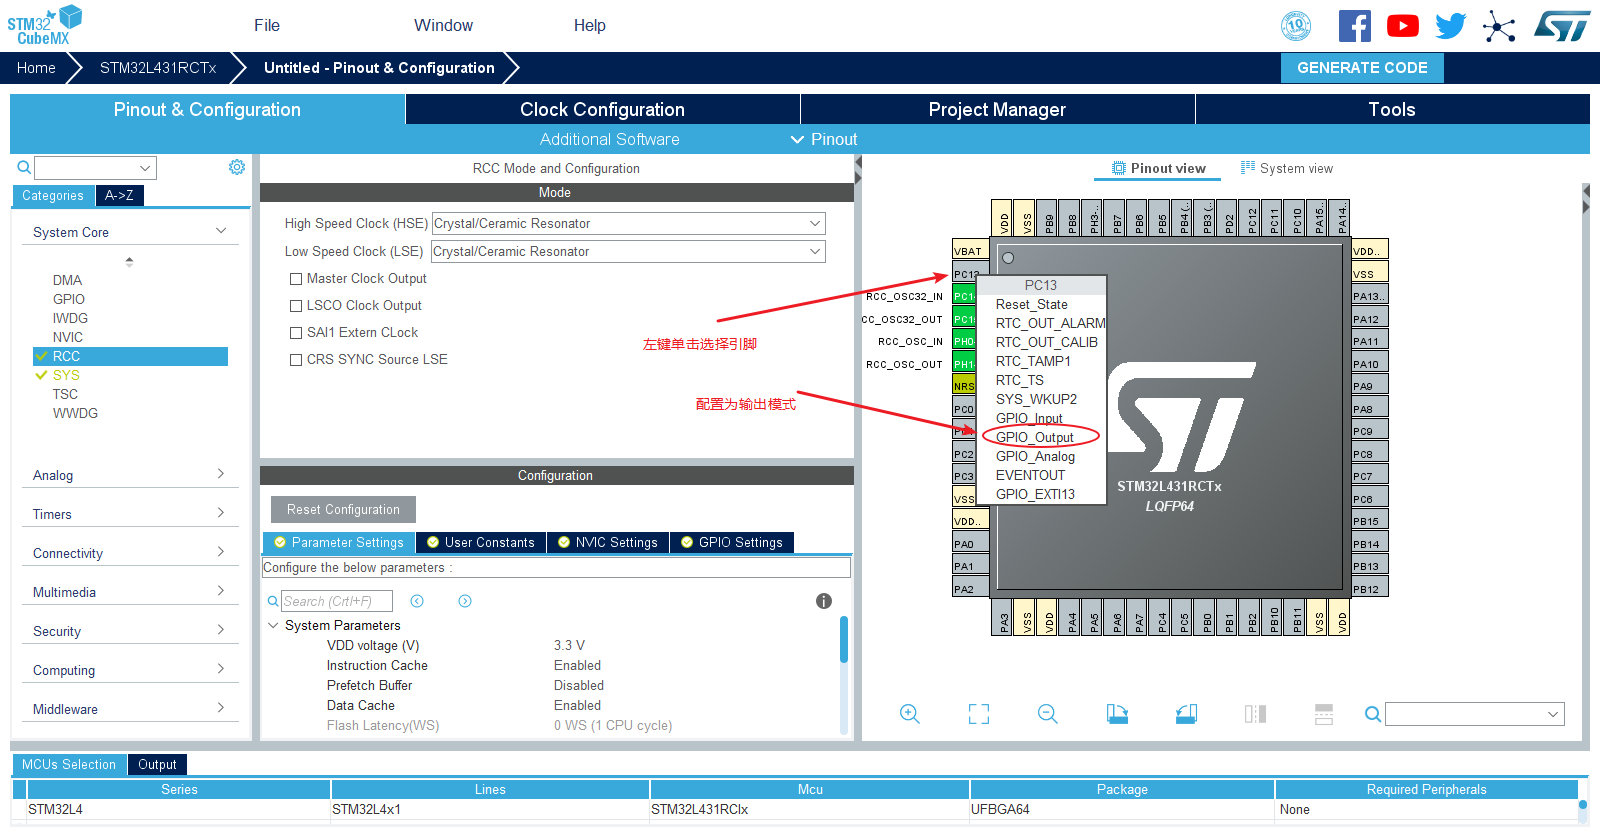 STM32
CubeMX
File
Window
Help
10
Home
STM32L431RCTx
Untitled - Pinout & Configuration
GENERATE CODE
Pinout & Configuration
Clock Configuration
Project Manager
Tools
Additional Software
Pinout
Categories
A->Z
System Core
DMA
GPIO
IWDG
NVIC
RCC
SYS
TSC
WWDG
Analog
Timers
Connectivity
Multimedia
Security
Computing
Middleware
RCC Mode and Configuration
Mode
High Speed Clock (HSE) Crystal/Ceramic Resonator
Low Speed Clock (LSE) Crystal/Ceramic Resonator
Master Clock Output
LSCO Clock Output
SAI1 Extern CLock
CRS SYNC Source LSE
左键单击选择引脚
配置为输出模式
Configuration
Reset Configuration
Parameter Settings
User Constants
NVIC Settings
GPIO Settings
Configure the below parameters :
Search (Crtl+F)
System Parameters
VDD voltage (V) 3.3 V
Instruction Cache Enabled
Prefetch Buffer Disabled
Data Cache Enabled
Flash Latency(WS) 0 WS (1 CPU cycle)
Pinout view
System view
VDD
VSS
PB9
PB8
PH3-..
PB7
PB6
PB5
PB4 (..
PB3 (..
PD2
PC12
PC11
PC10
PA15..
PA14..
VBAT
PC13
RCC_OSC32_IN
PC1
CC_OSC32_OUT
PC1
RCC_OSC_IN
PH0
RCC_OSC_OUT
PH1
NRS
PC0
PC1
PC2
PC3
VSS
VDD..
PA0
PA1
PA2
PC13
Reset_State
RTC_OUT_ALARM
RTC_OUT_CALIB
RTC_TAMP1
RTC_TS
SYS_WKUP2
GPIO_Input
GPIO_Output
GPIO_Analog
EVENTOUT
GPIO_EXTI13
STM32L431RCTx
LQFP64
VDD..
VSS
PA13..
PA12
PA11
PA10
PA9
PA8
PC9
PC8
PC7
PC6
PB15
PB14
PB13
PB12
PA3
VSS
VDD
PA4
PA5
PA6
PA7
PC4
PC5
PB0
PB1
PB2
PB10
PB11
VSS
VDD
MCUs Selection
Output
Series Lines Mcu Package Required Peripherals
STM32L4 STM32L4x1 STM32L431RCIx UFBGA64 None